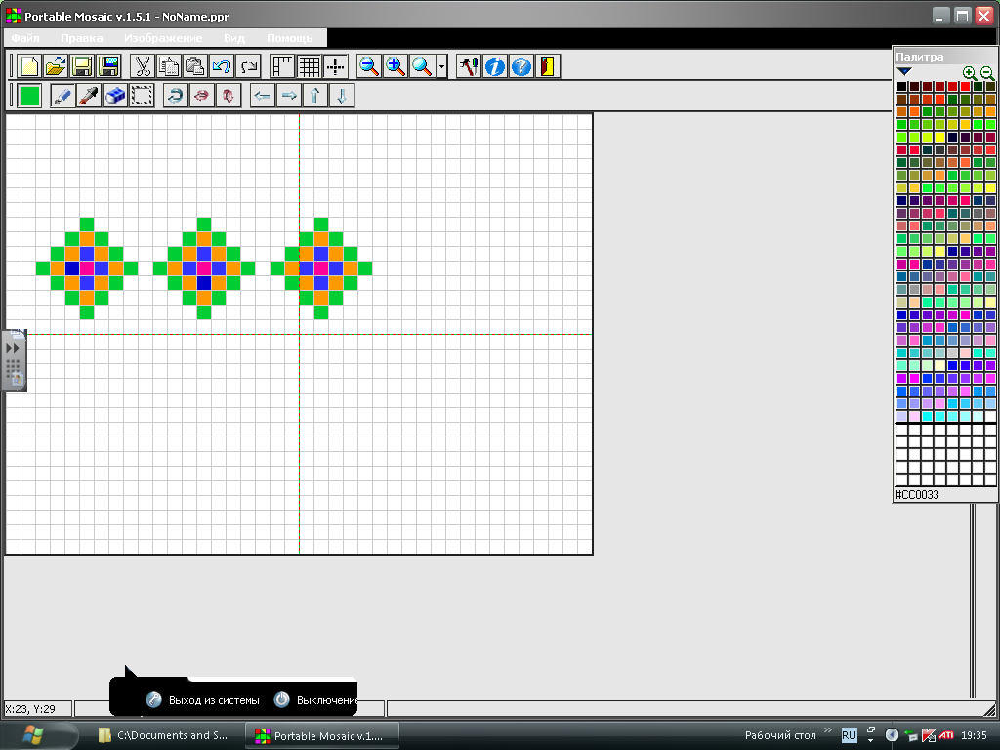 Portable Mosaic v.1.5.1 - NoName.ppr
Файл Правка Изображение Вид Помощь
Палитра
#CC0033
Выход из системы Выключение
X:23, Y:29
C:\Documents and S... Portable Mosaic v.1.... Рабочий стол » RU ATI 19:35